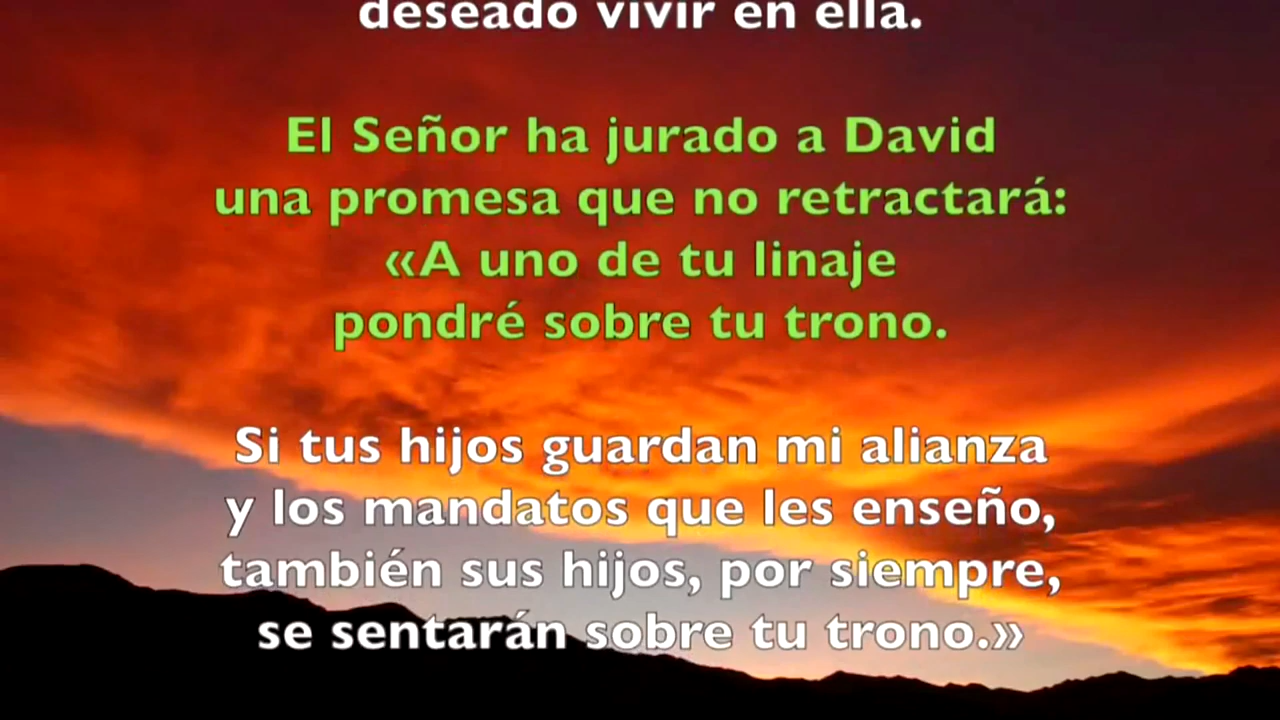 deseado vivir en ella.
El Señor ha jurado a David
una promesa que no retractará:
«A uno de tu linaje
pondré sobre tu trono.
Si tus hijos guardan mi alianza
y los mandatos que les enseño,
también sus hijos, por siempre,
se sentarán sobre tu trono.»